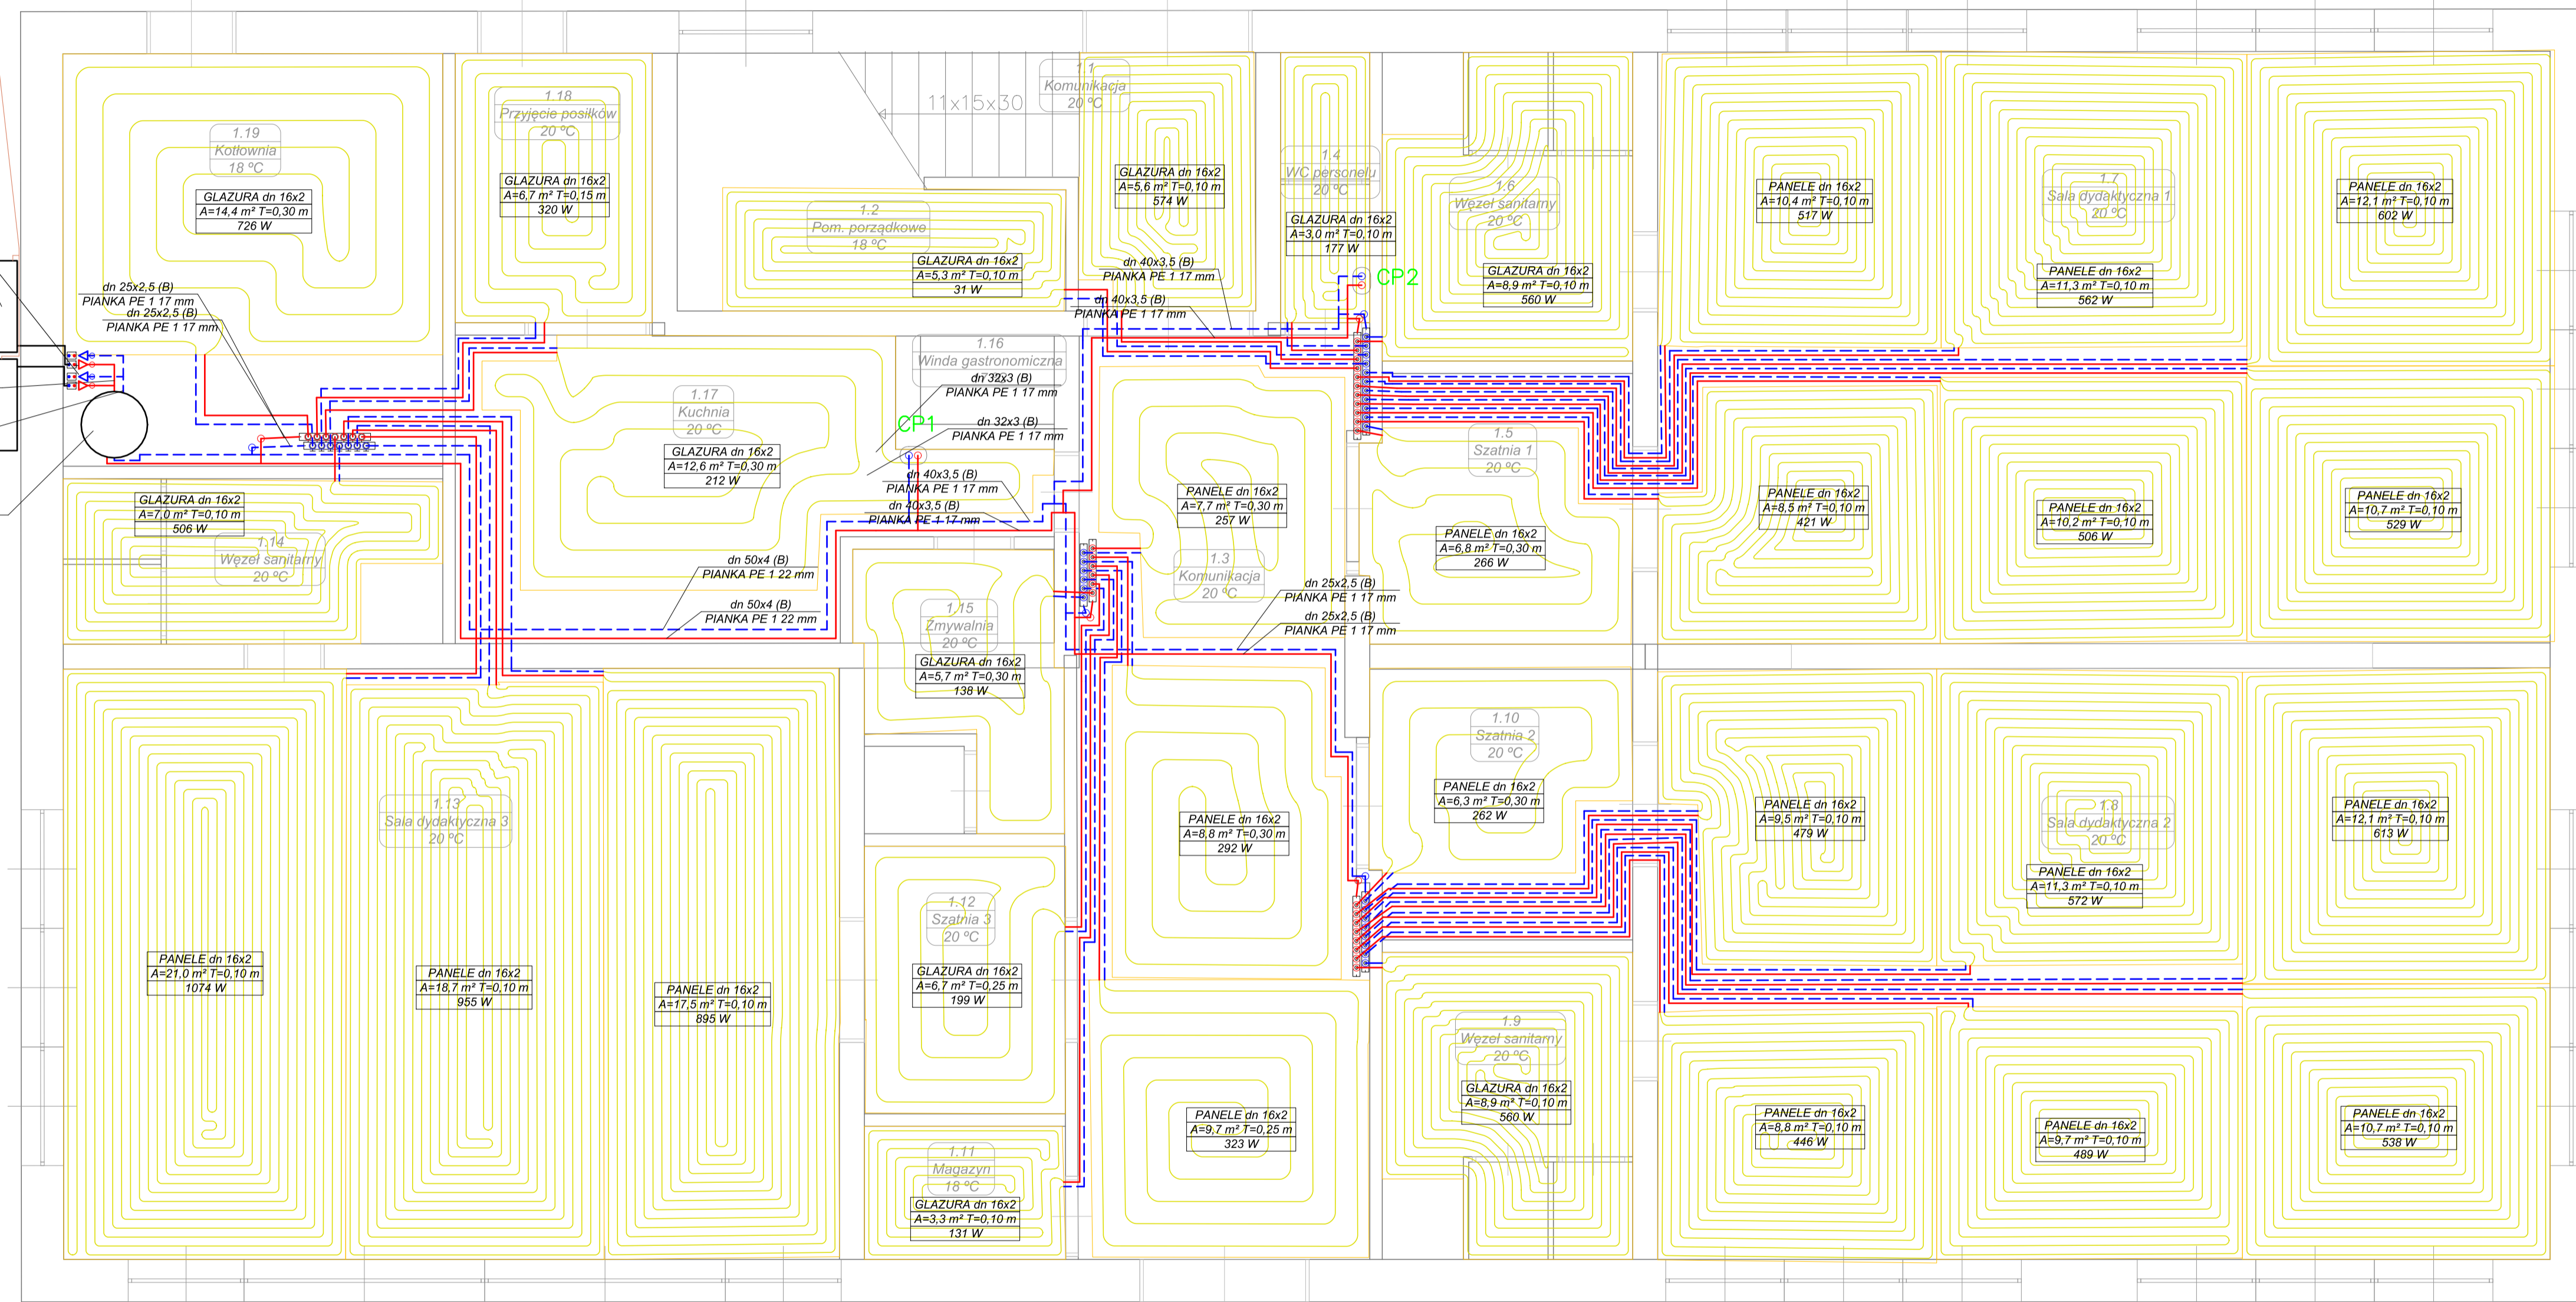 1.19
Kotłownia
18 ºC
GLAZURA dn 16x2
A=14,4 m² T=0,30 m
726 W
1.18
Przyjęcie posiłków
20 ºC
GLAZURA dn 16x2
A=6,7 m² T=0,15 m
320 W
11x15x30
1.1
Komunikacja
20 ºC
GLAZURA dn 16x2
A=5,6 m² T=0,10 m
574 W
1.2
Pom. porządkowe
18 ºC
GLAZURA dn 16x2
A=5,3 m² T=0,10 m
31 W
1.4
WC personelu
20 ºC
GLAZURA dn 16x2
A=3,0 m² T=0,10 m
177 W
CP2
1.6
Węzeł sanitarny
20 ºC
GLAZURA dn 16x2
A=8,9 m² T=0,10 m
560 W
PANELE dn 16x2
A=10,4 m² T=0,10 m
517 W
1.7
Sala dydaktyczna 1
20 ºC
PANELE dn 16x2
A=11,3 m² T=0,10 m
562 W
PANELE dn 16x2
A=12,1 m² T=0,10 m
602 W
dn 25x2,5 (B)
PIANKA PE 1 17 mm
dn 25x2,5 (B)
PIANKA PE 1 17 mm
dn 40x3,5 (B)
PIANKA PE 1 17 mm
dn 40x3,5 (B)
PIANKA PE 1 17 mm
1.16
Winda gastronomiczna
dn 32x3 (B)
PIANKA PE 1 17 mm
dn 32x3 (B)
PIANKA PE 1 17 mm
CP1
1.17
Kuchnia
20 ºC
GLAZURA dn 16x2
A=12,6 m² T=0,30 m
212 W
dn 40x3,5 (B)
PIANKA PE 1 17 mm
dn 40x3,5 (B)
PIANKA PE 1 17 mm
GLAZURA dn 16x2
A=7,0 m² T=0,10 m
506 W
1.14
Węzeł sanitarny
20 ºC
dn 50x4 (B)
PIANKA PE 1 22 mm
dn 50x4 (B)
PIANKA PE 1 22 mm
PANELE dn 16x2
A=7,7 m² T=0,30 m
257 W
1.3
Komunikacja
20 ºC
1.5
Szatnia 1
20 ºC
PANELE dn 16x2
A=6,8 m² T=0,30 m
266 W
dn 25x2,5 (B)
PIANKA PE 1 17 mm
dn 25x2,5 (B)
PIANKA PE 1 17 mm
PANELE dn 16x2
A=8,5 m² T=0,10 m
421 W
PANELE dn 16x2
A=10,2 m² T=0,10 m
506 W
PANELE dn 16x2
A=10,7 m² T=0,10 m
529 W
1.15
Zmywalnia
20 ºC
GLAZURA dn 16x2
A=5,7 m² T=0,30 m
138 W
1.10
Szatnia 2
20 ºC
PANELE dn 16x2
A=6,3 m² T=0,30 m
262 W
1.13
Sala dydaktyczna 3
20 ºC
PANELE dn 16x2
A=8,8 m² T=0,30 m
292 W
PANELE dn 16x2
A=9,5 m² T=0,10 m
479 W
1.8
Sala dydaktyczna 2
20 ºC
PANELE dn 16x2
A=11,3 m² T=0,10 m
572 W
PANELE dn 16x2
A=12,1 m² T=0,10 m
613 W
1.12
Szatnia 3
20 ºC
GLAZURA dn 16x2
A=6,7 m² T=0,25 m
199 W
PANELE dn 16x2
A=21,0 m² T=0,10 m
1074 W
PANELE dn 16x2
A=18,7 m² T=0,10 m
955 W
PANELE dn 16x2
A=17,5 m² T=0,10 m
895 W
1.9
Węzeł sanitarny
20 ºC
GLAZURA dn 16x2
A=8,9 m² T=0,10 m
560 W
PANELE dn 16x2
A=9,7 m² T=0,25 m
323 W
PANELE dn 16x2
A=8,8 m² T=0,10 m
446 W
PANELE dn 16x2
A=9,7 m² T=0,10 m
489 W
PANELE dn 16x2
A=10,7 m² T=0,10 m
538 W
1.11
Magazyn
18 ºC
GLAZURA dn 16x2
A=3,3 m² T=0,10 m
131 W